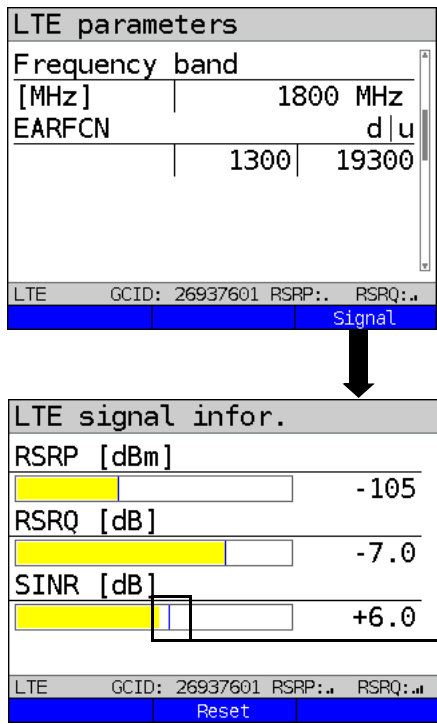 LTE parameters
Frequency band
[MHz] 1800 MHz
EARFCN d|u
1300 19300
LTE GCID: 26937601 RSRP:. RSRQ:.
Signal
LTE signal infor.
RSRP [dBm]
-105
RSRQ [dB]
-7.0
SINR [dB]
+6.0
LTE GCID: 26937601 RSRP:. RSRQ:.
Reset